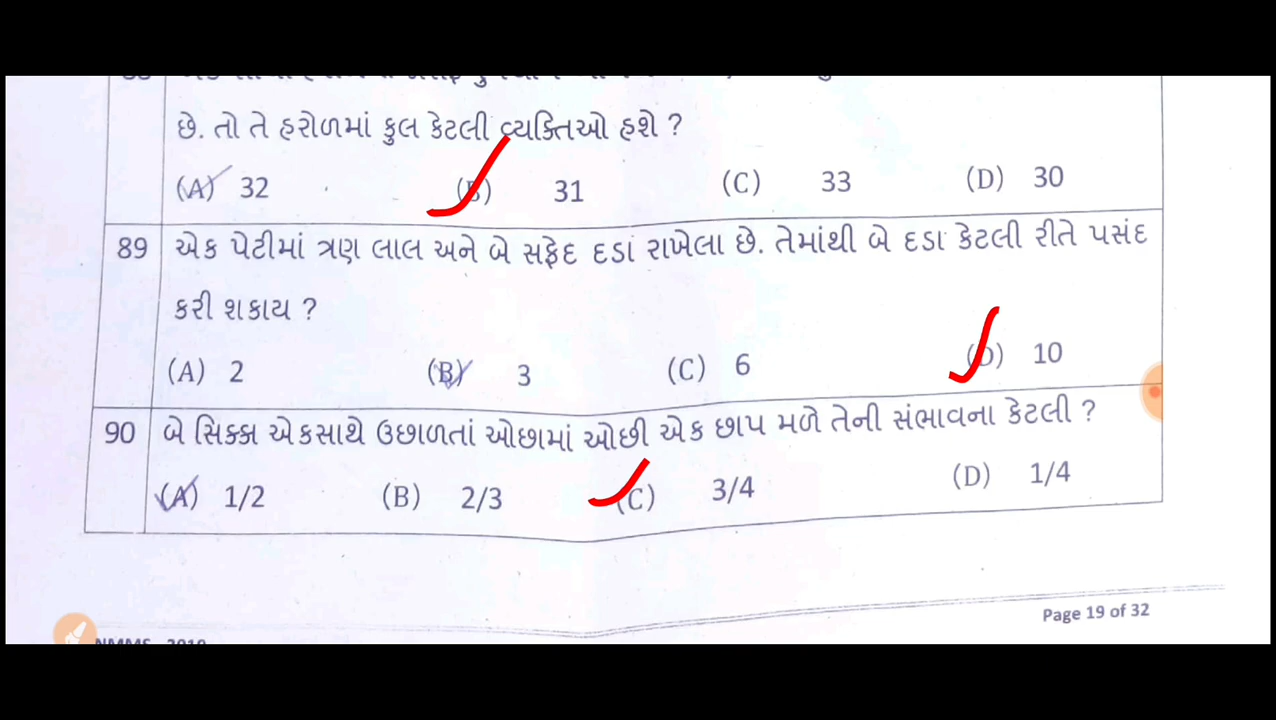 છે. તો તે હરોળમાં કુલ કેટલી વ્યક્તિઓ હશે ?
(A) 32 (B) 31 (C) 33 (D) 30
89 એક પેટીમાં ત્રણ લાલ અને બે સફેદ દડાં રાખેલા છે. તેમાંથી બે દડા કેટલી રીતે પસંદ
કરી શકાય ?
(A) 2 (B) 3 (C) 6 (D) 10
90 બે સિક્કા એકસાથે ઉછાળતાં ઓછામાં ઓછી એક છાપ મળે તેની સંભાવના કેટલી ?
(A) 1/2 (B) 2/3 (C) 3/4 (D) 1/4
Page 19 of 32